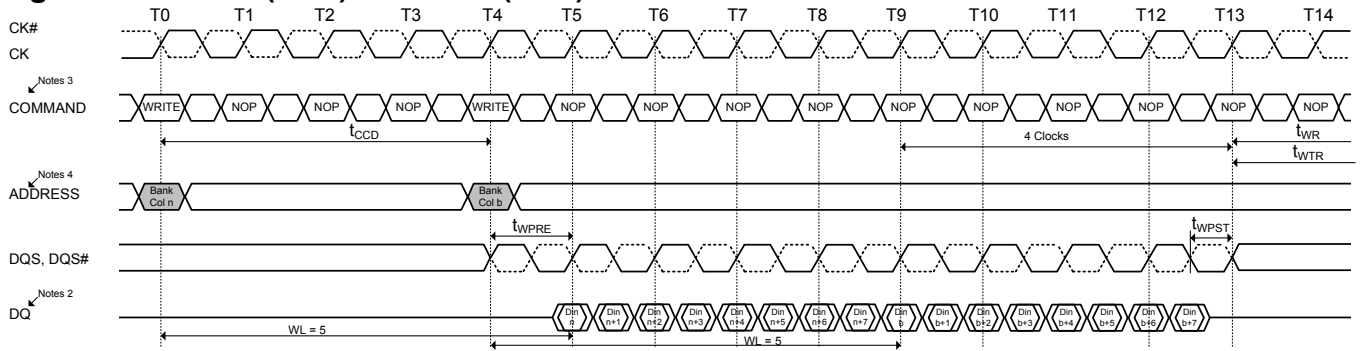 T0 T1 T2 T3 T4 T5 T6 T7 T8 T9 T10 T11 T12 T13 T14
CK#
CK
Notes 3
COMMAND
WRITE NOP NOP NOP WRITE NOP NOP NOP NOP NOP NOP NOP NOP NOP NOP
tCCD
4 Clocks
tWR
tWTR
Notes 4
ADDRESS
Bank Col n
Bank Col b
tWPRE
tWPST
DQS, DQS#
Notes 2
DQ
Din n
Din n+1
Din n+2
Din n+3
Din n+4
Din n+5
Din n+6
Din n+7
Din b
Din b+1
Din b+2
Din b+3
Din b+4
Din b+5
Din b+6
Din b+7
WL = 5
WL = 5